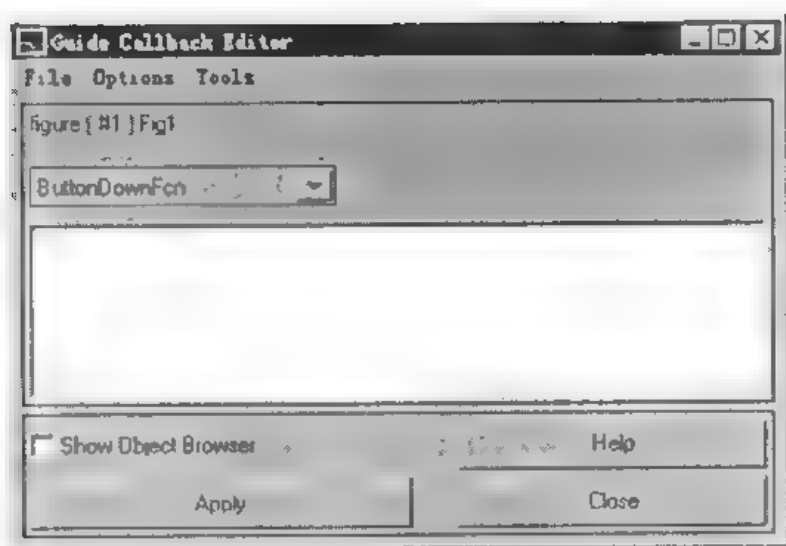 Guide Callback Editor
File Options Tools
figure ( #1 ) Fig1
ButtonDownFcn
Show Object Browser
Help
Apply
Close